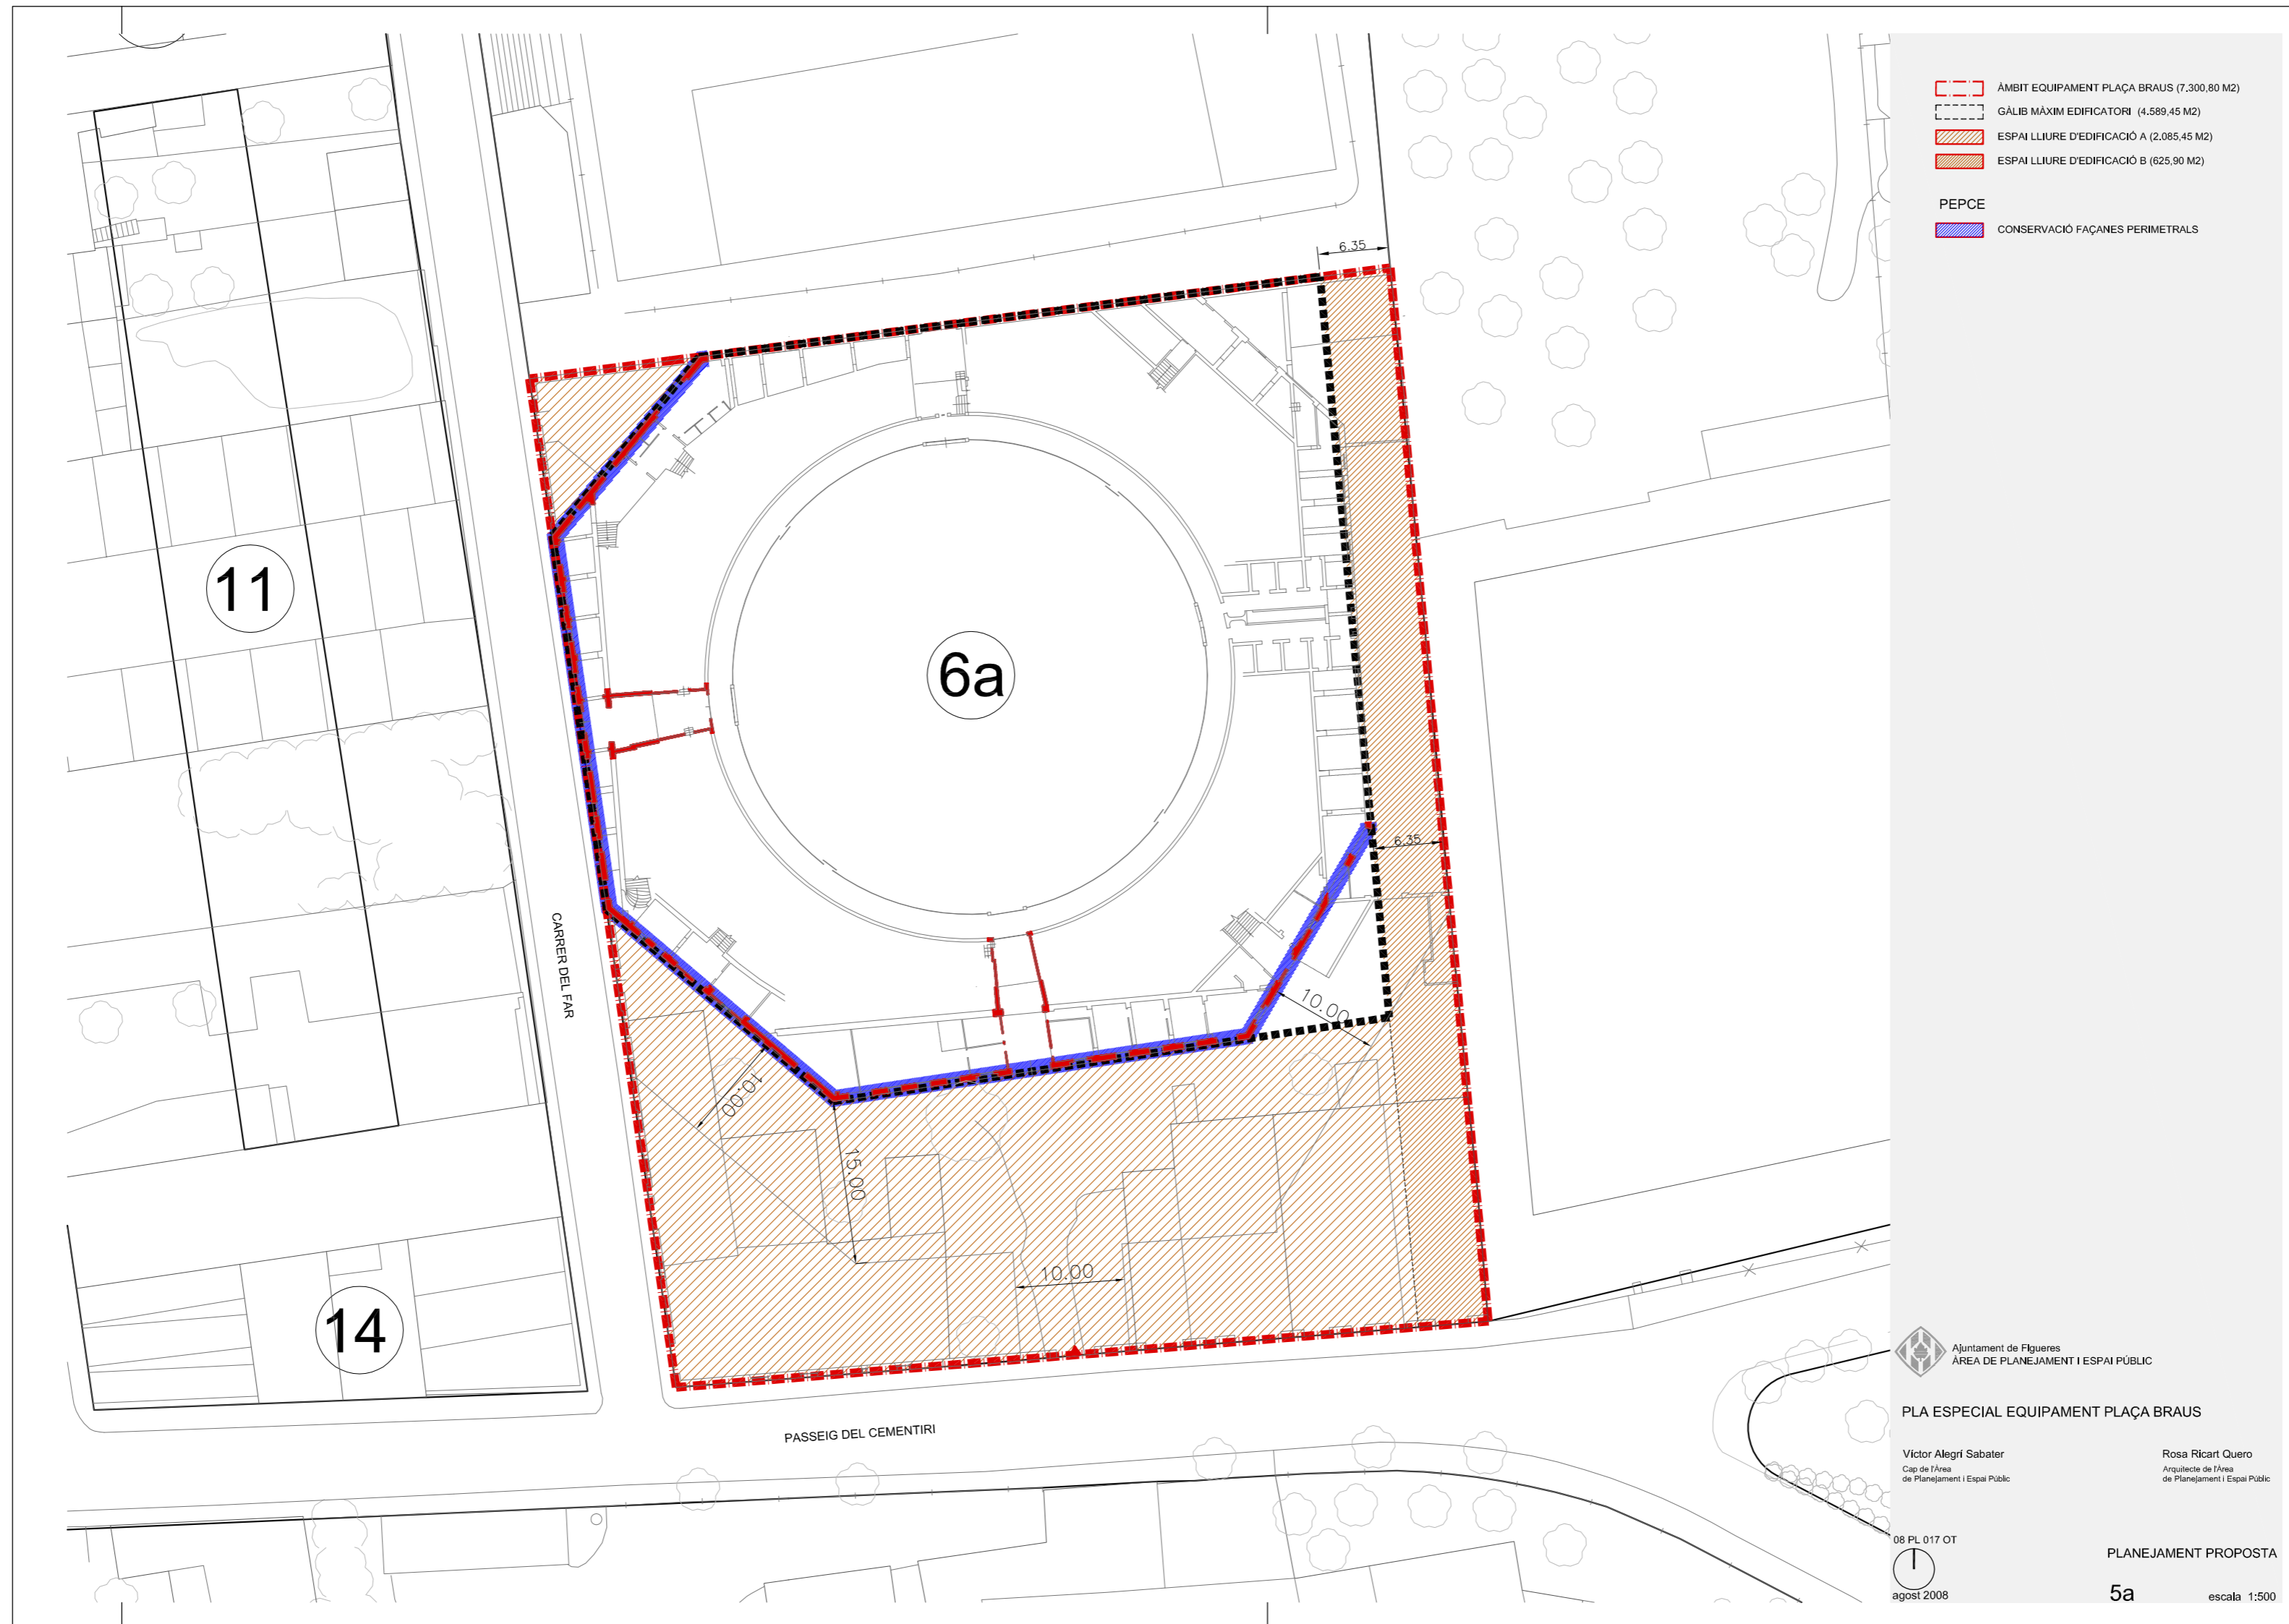 ÀMBIT EQUIPAMENT PLAÇA BRAUS (7.300,80 M2)
GÀLIB MÀXIM EDIFICATORI (4.589,45 M2)
ESPAI LLIURE D'EDIFICACIÓ A (2.085,45 M2)
ESPAI LLIURE D'EDIFICACIÓ B (625,90 M2)
PEPCE
CONSERVACIÓ FAÇANES PERIMETRALS
6.35
11
6a
6.35
CARRER DEL FAR
10.00
10.00
15.00
10.00
14
PASSEIG DEL CEMENTIRI
Ajuntament de Figueres
ÀREA DE PLANEJAMENT I ESPAI PÚBLIC
PLA ESPECIAL EQUIPAMENT PLAÇA BRAUS
Víctor Alegrí Sabater
Cap de l'Àrea
de Planejament i Espai Públic
Rosa Ricart Quero
Arquitecte de l'Àrea
de Planejament i Espai Públic
08 PL 017 OT
agost 2008
PLANEJAMENT PROPOSTA
5a
escala 1:500